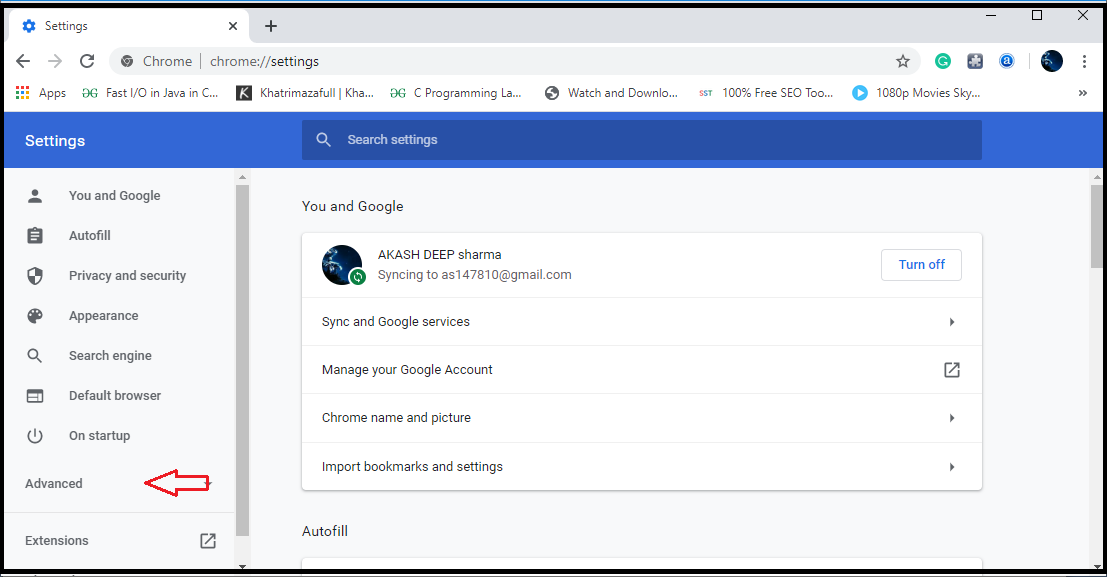 Settings
Chrome
chrome://settings
Apps
Fast I/O in Java in C...
Khatrimazafull | Kha...
C Programming La...
Watch and Downlo...
SST
100% Free SEO Too...
1080p Movies Sky...
»
Settings
Search settings
You and Google
Autofill
Privacy and security
Appearance
Search engine
Default browser
On startup
Advanced
Extensions
You and Google
AKASH DEEP sharma
Syncing to as147810@gmail.com
Turn off
Sync and Google services
Manage your Google Account
Chrome name and picture
Import bookmarks and settings
Autofill